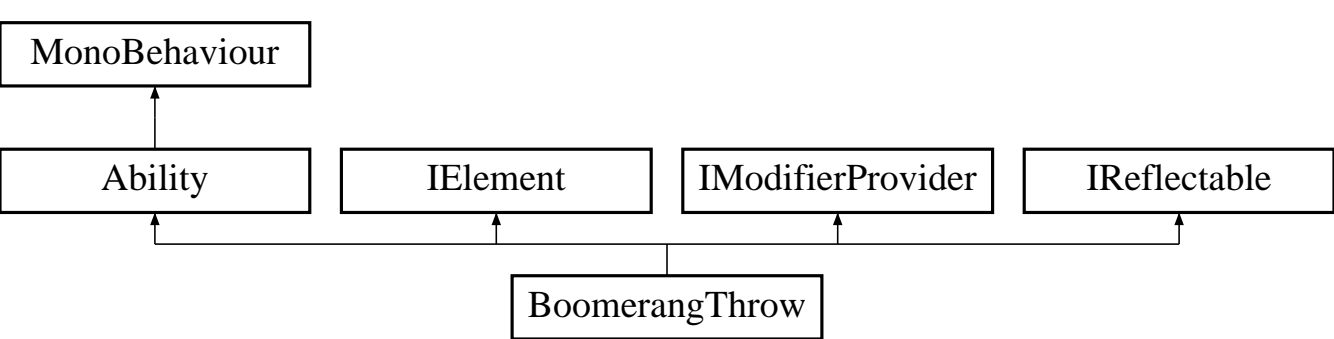 MonoBehaviour
Ability
IElement
IModifierProvider
IReflectable
BoomerangThrow